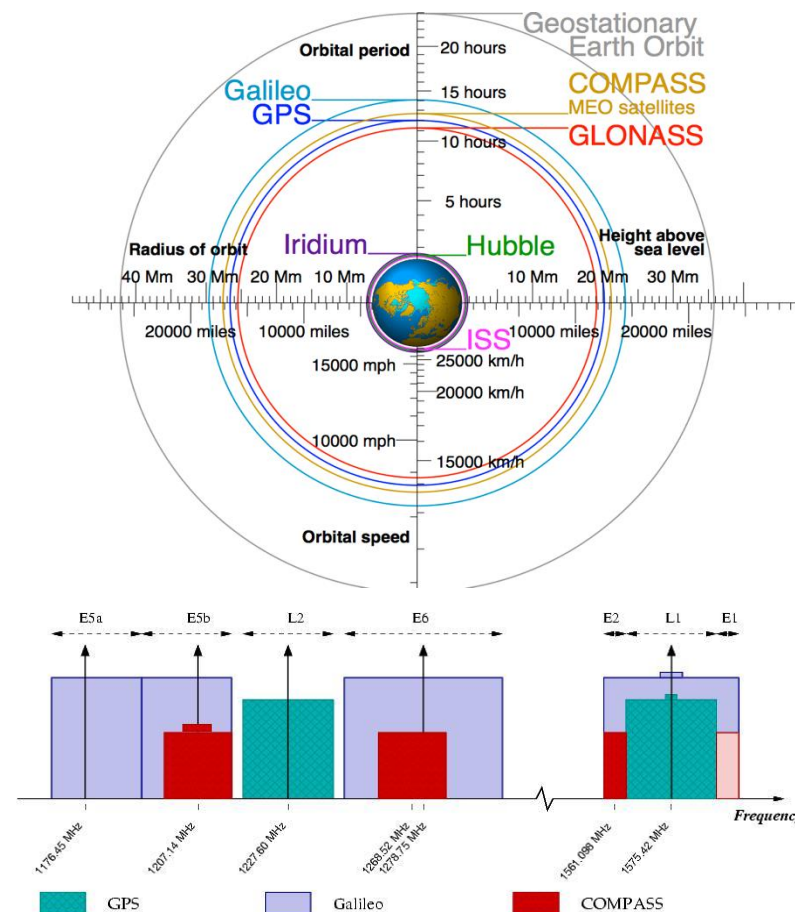 Geostationary
Earth Orbit
Orbital period
20 hours
Galileo
15 hours
COMPASS
MEO satellites
GPS
GLONASS
10 hours
5 hours
Radius of orbit
Iridium
Hubble
Height above
sea level
40 Mm
30 Mm
20 Mm
10 Mm
10 Mm
20 Mm
30 Mm
20000 miles
10000 miles
10000 miles
20000 miles
ISS
15000 mph
25000 km/h
20000 km/h
10000 mph
15000 km/h
Orbital speed
E5a
E5b
L2
E6
E2
L1
E1
Frequency
1176.45 MHz
1207.14 MHz
1227.60 MHz
1268.52 MHz
1278.75 MHz
1561.098 MHz
1575.42 MHz
GPS
Galileo
COMPASS